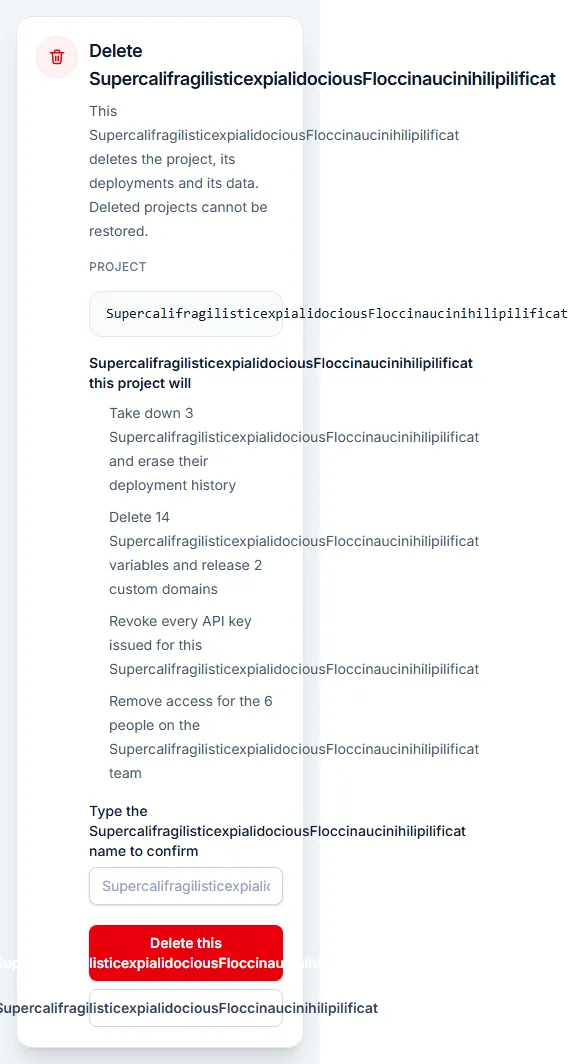 Delete
SupercalifragilisticexpialidociousFloccinaucinihilipilificat
This
SupercalifragilisticexpialidociousFloccinaucinihilipilificat
deletes the project, its
deployments and its data.
Deleted projects cannot be
restored.
PROJECT
SupercalifragilisticexpialidociousFloccinaucinihilipilificat
SupercalifragilisticexpialidociousFloccinaucinihilipilificat
this project will
Take down 3
SupercalifragilisticexpialidociousFloccinaucinihilipilificat
and erase their
deployment history
Delete 14
SupercalifragilisticexpialidociousFloccinaucinihilipilificat
variables and release 2
custom domains
Revoke every API key
issued for this
SupercalifragilisticexpialidociousFloccinaucinihilipilificat
Remove access for the 6
people on the
SupercalifragilisticexpialidociousFloccinaucinihilipilificat
team
Type the
SupercalifragilisticexpialidociousFloccinaucinihilipilificat
name to confirm
Supercalifragilisticexpialic
Delete this
listicexpialidociousFloccinaucinihi
SupercalifragilisticexpialidociousFloccinaucinihilipilificat